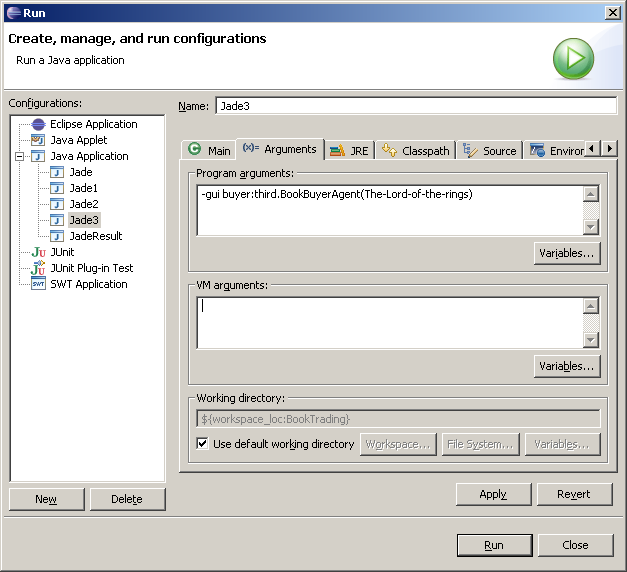 Run
Create, manage, and run configurations
Run a Java application
Configurations:
Eclipse Application
Java Applet
Java Application
Jade
Jade1
Jade2
Jade3
JadeResult
JUnit
JUnit Plug-in Test
SWT Application
New
Delete
Name: Jade3
Main
(x)= Arguments
JRE
Classpath
Source
Enviror
Program arguments:
-gui buyer:third.BookBuyerAgent(The-Lord-of-the-rings)
Variables...
VM arguments:
Variables...
Working directory:
${workspace_loc:BookTrading}
Use default working directory
Workspace...
File System...
Variables...
Apply
Revert
Run
Close